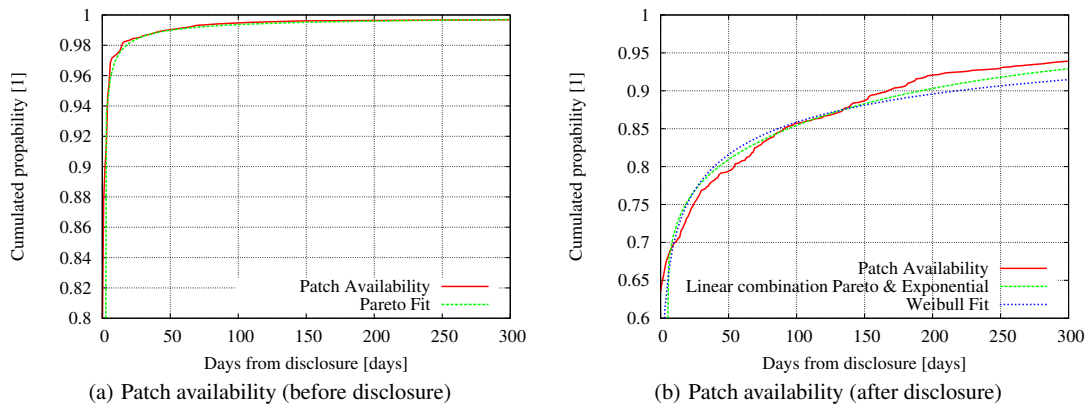 1
0.98
0.96
0.94
0.92
0.9
0.88
0.86
0.84
0.82
0.8
Cumulated propability [1]
Patch Availability
Pareto Fit
0 50 100 150 200 250 300
Days from disclosure [days]
(a) Patch availability (before disclosure)
0.95
0.9
0.85
0.8
0.75
0.7
0.65
0.6
Cumulated propability [1]
Patch Availability
Linear combination Pareto & Exponential
Weibull Fit
0 50 100 150 200 250 300
Days from disclosure [days]
(b) Patch availability (after disclosure)